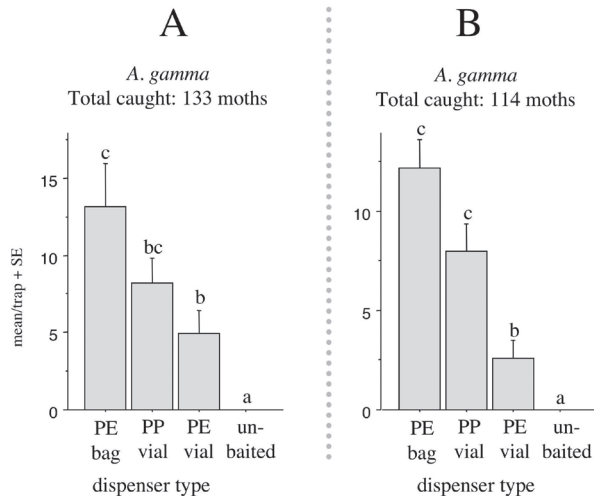 A
A. gamma
Total caught: 133 moths
mean/trap + SE
15
10
5
0
c
bc
b
a
PE bag
PP vial
PE vial
un-baited
dispenser type
B
A. gamma
Total caught: 114 moths
10
5
0
c
c
b
a
PE bag
PP vial
PE vial
un-baited
dispenser type